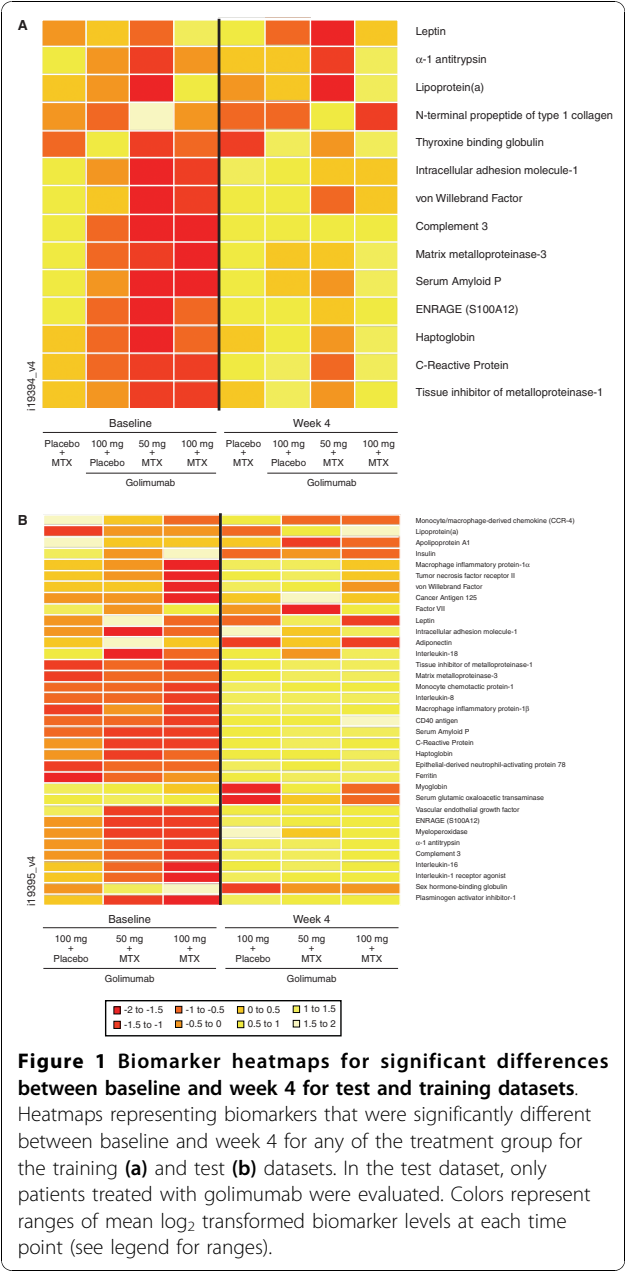 A
Leptin
α-1 antitrypsin
Lipoprotein(a)
N-terminal propeptide of type 1 collagen
Thyroxine binding globulin
Intracellular adhesion molecule-1
von Willebrand Factor
Complement 3
Matrix metalloproteinase-3
Serum Amyloid P
ENRAGE (S100A12)
Haptoglobin
C-Reactive Protein
Tissue inhibitor of metalloproteinase-1
i19394_v4
Baseline Week 4
Placebo 100 mg 50 mg 100 mg Placebo 100 mg 50 mg 100 mg
+ + + + + + + +
MTX Placebo MTX MTX MTX Placebo MTX MTX
Golimumab Golimumab
B
Monocyte/macrophage-derived chemokine (CCR-4)
Lipoprotein(a)
Apolipoprotein A1
Insulin
Macrophage inflammatory protein-1α
Tumor necrosis factor receptor II
von Willebrand Factor
Cancer Antigen 125
Factor VII
Leptin
Intracellular adhesion molecule-1
Adiponectin
Interleukin-18
Tissue inhibitor of metalloproteinase-1
Matrix metalloproteinase-3
Monocyte chemotactic protein-1
Interleukin-8
Macrophage inflammatory protein-1β
CD40 antigen
Serum Amyloid P
C-Reactive Protein
Haptoglobin
Epithelial-derived neutrophil-activating protein 78
Ferritin
Myoglobin
Serum glutamic oxaloacetic transaminase
Vascular endothelial growth factor
ENRAGE (S100A12)
Myeloperoxidase
α-1 antitrypsin
Complement 3
Interleukin-16
Interleukin-1 receptor agonist
Sex hormone-binding globulin
Plasminogen activator inhibitor-1
i19395_v4
Baseline Week 4
100 mg 50 mg 100 mg 100 mg 50 mg 100 mg
+ + + + + +
Placebo MTX MTX Placebo MTX MTX
Golimumab Golimumab
-2 to -1.5 -1 to -0.5 0 to 0.5 1 to 1.5
-1.5 to -1 -0.5 to 0 0.5 to 1 1.5 to 2
Figure 1 Biomarker heatmaps for significant differences
between baseline and week 4 for test and training datasets.
Heatmaps representing biomarkers that were significantly different
between baseline and week 4 for any of the treatment group for
the training (a) and test (b) datasets. In the test dataset, only
patients treated with golimumab were evaluated. Colors represent
ranges of mean log2 transformed biomarker levels at each time
point (see legend for ranges).